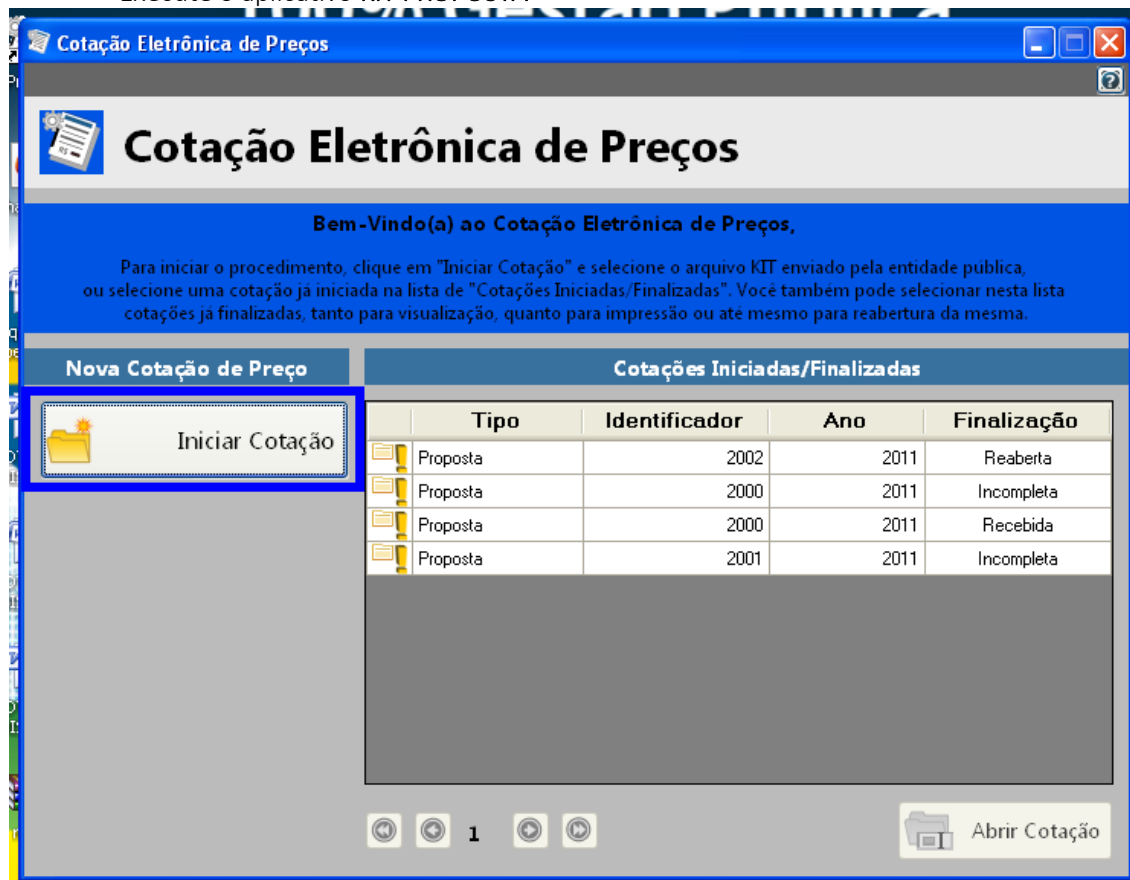 Cotação Eletrônica de Preços
Cotação Eletrônica de Preços
Bem-Vindo(a) ao Cotação Eletrônica de Preços,
Para iniciar o procedimento, clique em "Iniciar Cotação" e selecione o arquivo KIT enviado pela entidade pública,
ou selecione uma cotação já iniciada na lista de "Cotações Iniciadas/Finalizadas". Você também pode selecionar nesta lista
cotações já finalizadas, tanto para visualização, quanto para impressão ou até mesmo para reabertura da mesma.
Nova Cotação de Preço
Cotações Iniciadas/Finalizadas
Iniciar Cotação
Tipo Identificador Ano Finalização
Proposta 2002 2011 Reaberta
Proposta 2000 2011 Incompleta
Proposta 2000 2011 Recebida
Proposta 2001 2011 Incompleta
1
Abrir Cotação